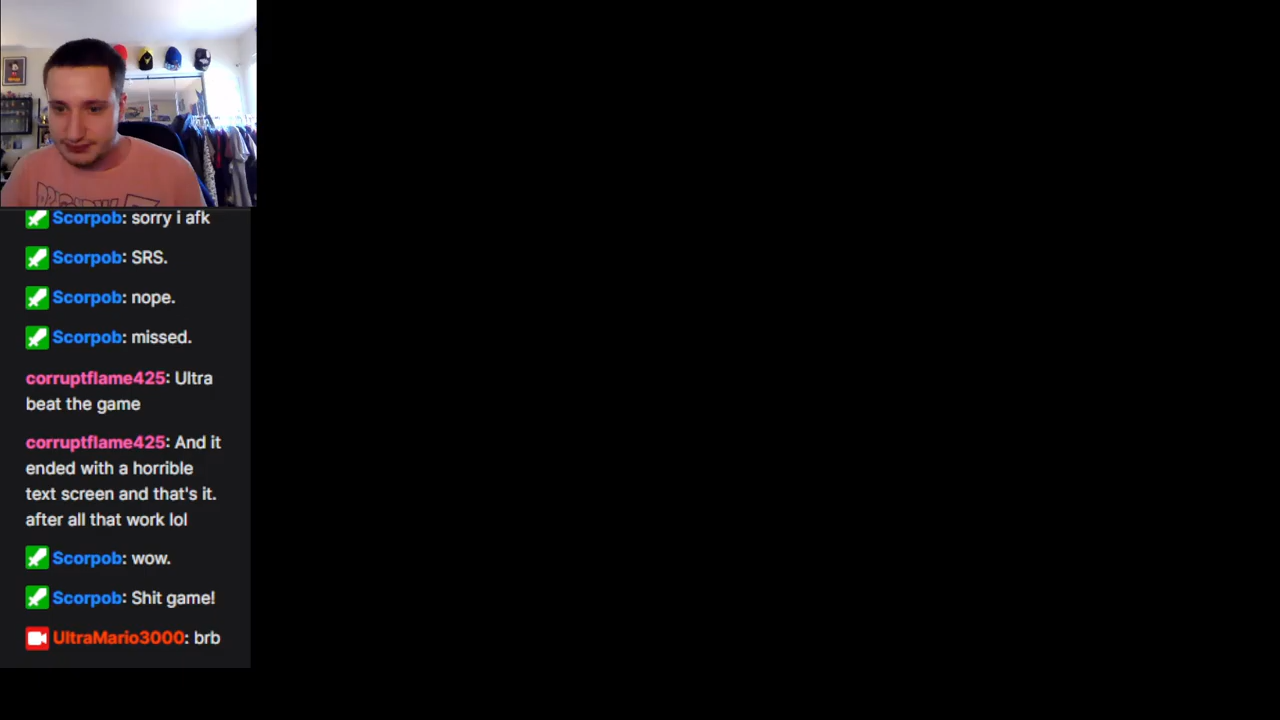 Scorpob: sorry i afk
Scorpob: SRS.
Scorpob: nope.
Scorpob: missed.
corruptflame425: Ultra
beat the game
corruptflame425: And it
ended with a horrible
text screen and that's it.
after all that work lol
Scorpob: wow.
Scorpob: Shit game!
UltraMario3000: brb